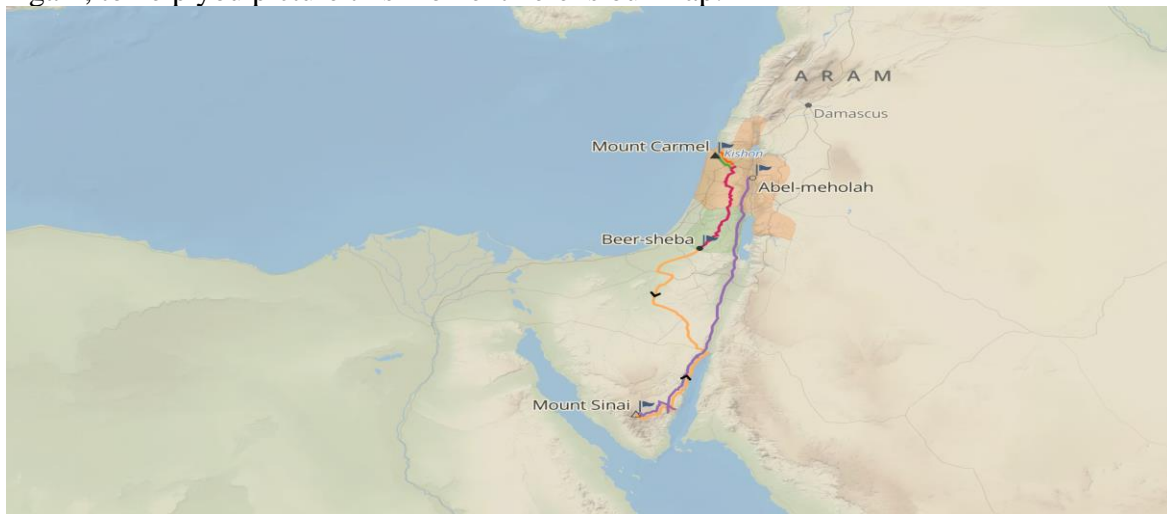 A R A M
Damascus
Mount Carmel
Kishon
Abel-meholah
Beer-sheba
Mount Sinai